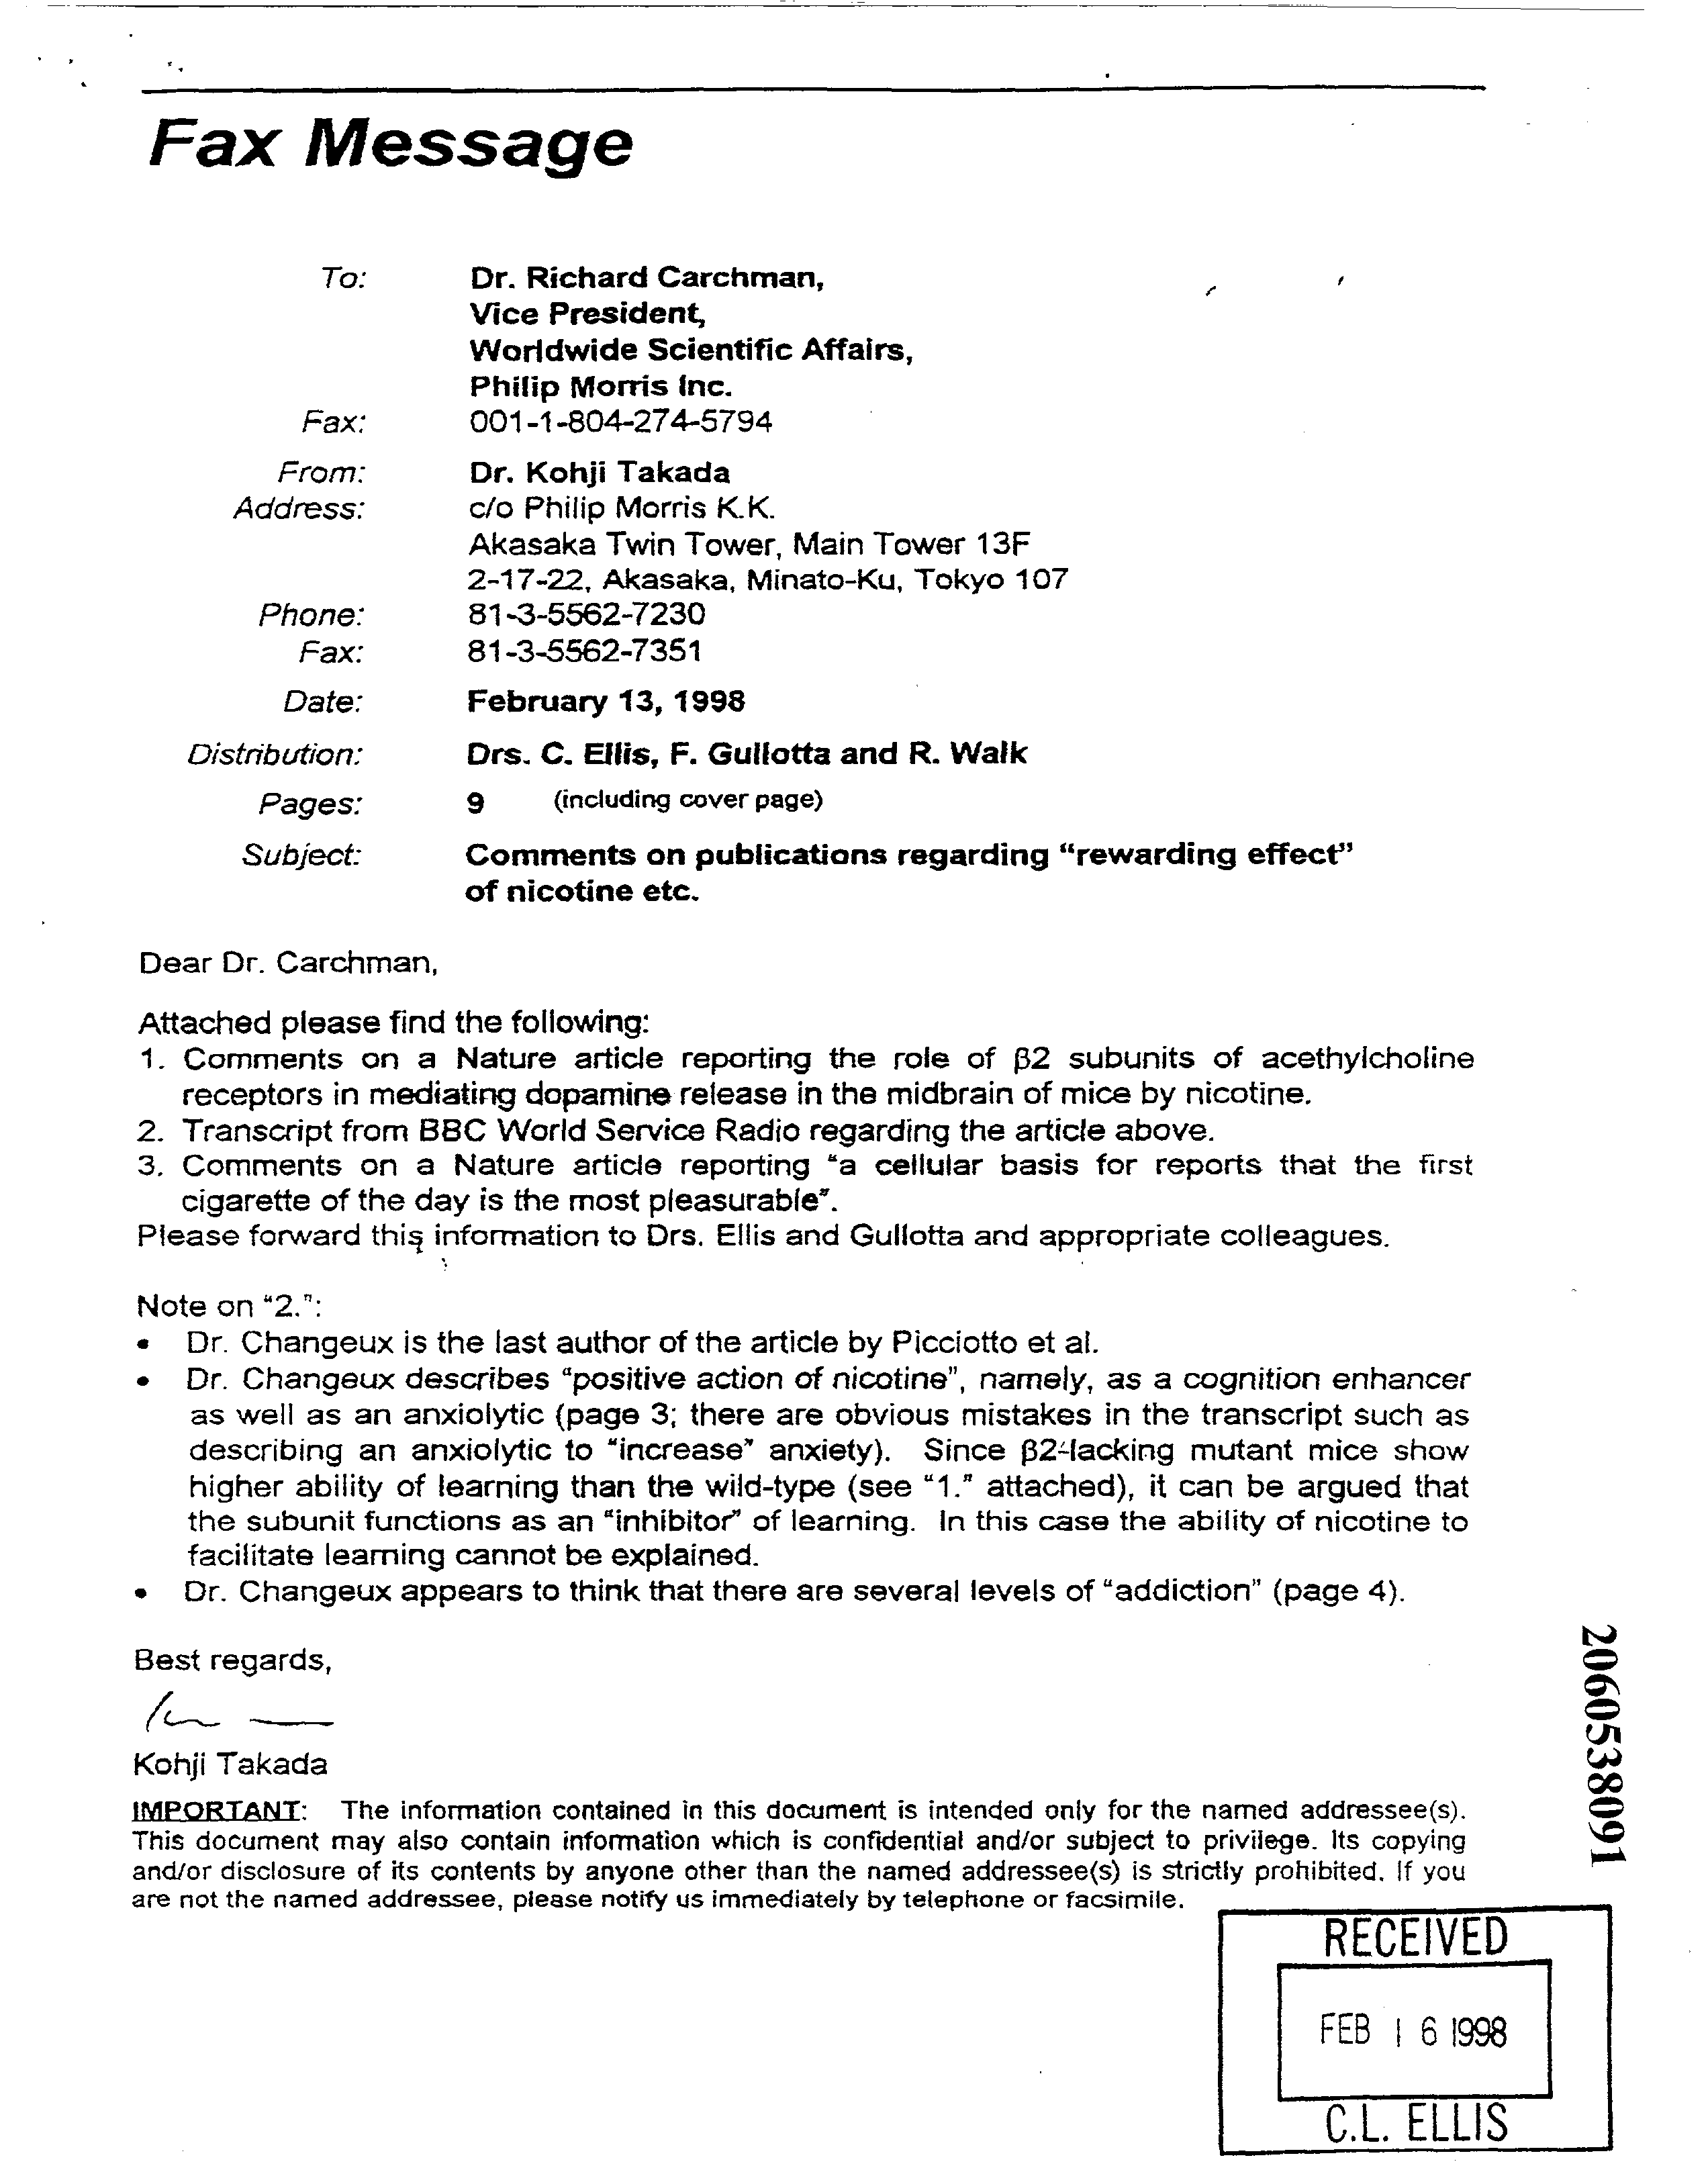 Fax Message
To: Dr. Richard Carchman,
Vice President,
Worldwide Scientific Affairs,
Philip Morris Inc.
Fax: 001-1-804-274-5794
From: Dr. Kohji Takada
Address: c/o Philip Morris K.K.
Akasaka Twin Tower, Main Tower 13F
2-17-22, Akasaka, Minato-Ku, Tokyo 107
Phone: 81-3-5562-7230
Fax: 81-3-5562-7351
Date: February 13, 1998
Distribution: Drs. C. Ellis, F. Gullotta and R. Walk
Pages: 9 (including cover page)
Subject: Comments on publications regarding “rewarding effect”
of nicotine etc.
Dear Dr. Carchman,
Attached please find the following:
1. Comments on a Nature article reporting the role of β2 subunits of acethylcholine
receptors in mediating dopamine release in the midbrain of mice by nicotine.
2. Transcript from BBC World Service Radio regarding the article above.
3. Comments on a Nature article reporting “a cellular basis for reports that the first
cigarette of the day is the most pleasurable”.
Please forward this information to Drs. Ellis and Gullotta and appropriate colleagues.
Note on “2.”:
• Dr. Changeux is the last author of the article by Picciotto et al.
• Dr. Changeux describes “positive action of nicotine”, namely, as a cognition enhancer
as well as an anxiolytic (page 3; there are obvious mistakes in the transcript such as
describing an anxiolytic to “increase” anxiety). Since β2-lacking mutant mice show
higher ability of learning than the wild-type (see “1.” attached), it can be argued that
the subunit functions as an “inhibitor” of learning. In this case the ability of nicotine to
facilitate learning cannot be explained.
• Dr. Changeux appears to think that there are several levels of “addiction” (page 4).
Best regards,
Kohji Takada
IMPORTANT: The information contained in this document is intended only for the named addressee(s).
This document may also contain information which is confidential and/or subject to privilege. Its copying
and/or disclosure of its contents by anyone other than the named addressee(s) is strictly prohibited. If you
are not the named addressee, please notify us immediately by telephone or facsimile.
2060538091
RECEIVED
FEB 16 1998
C.L. ELLIS